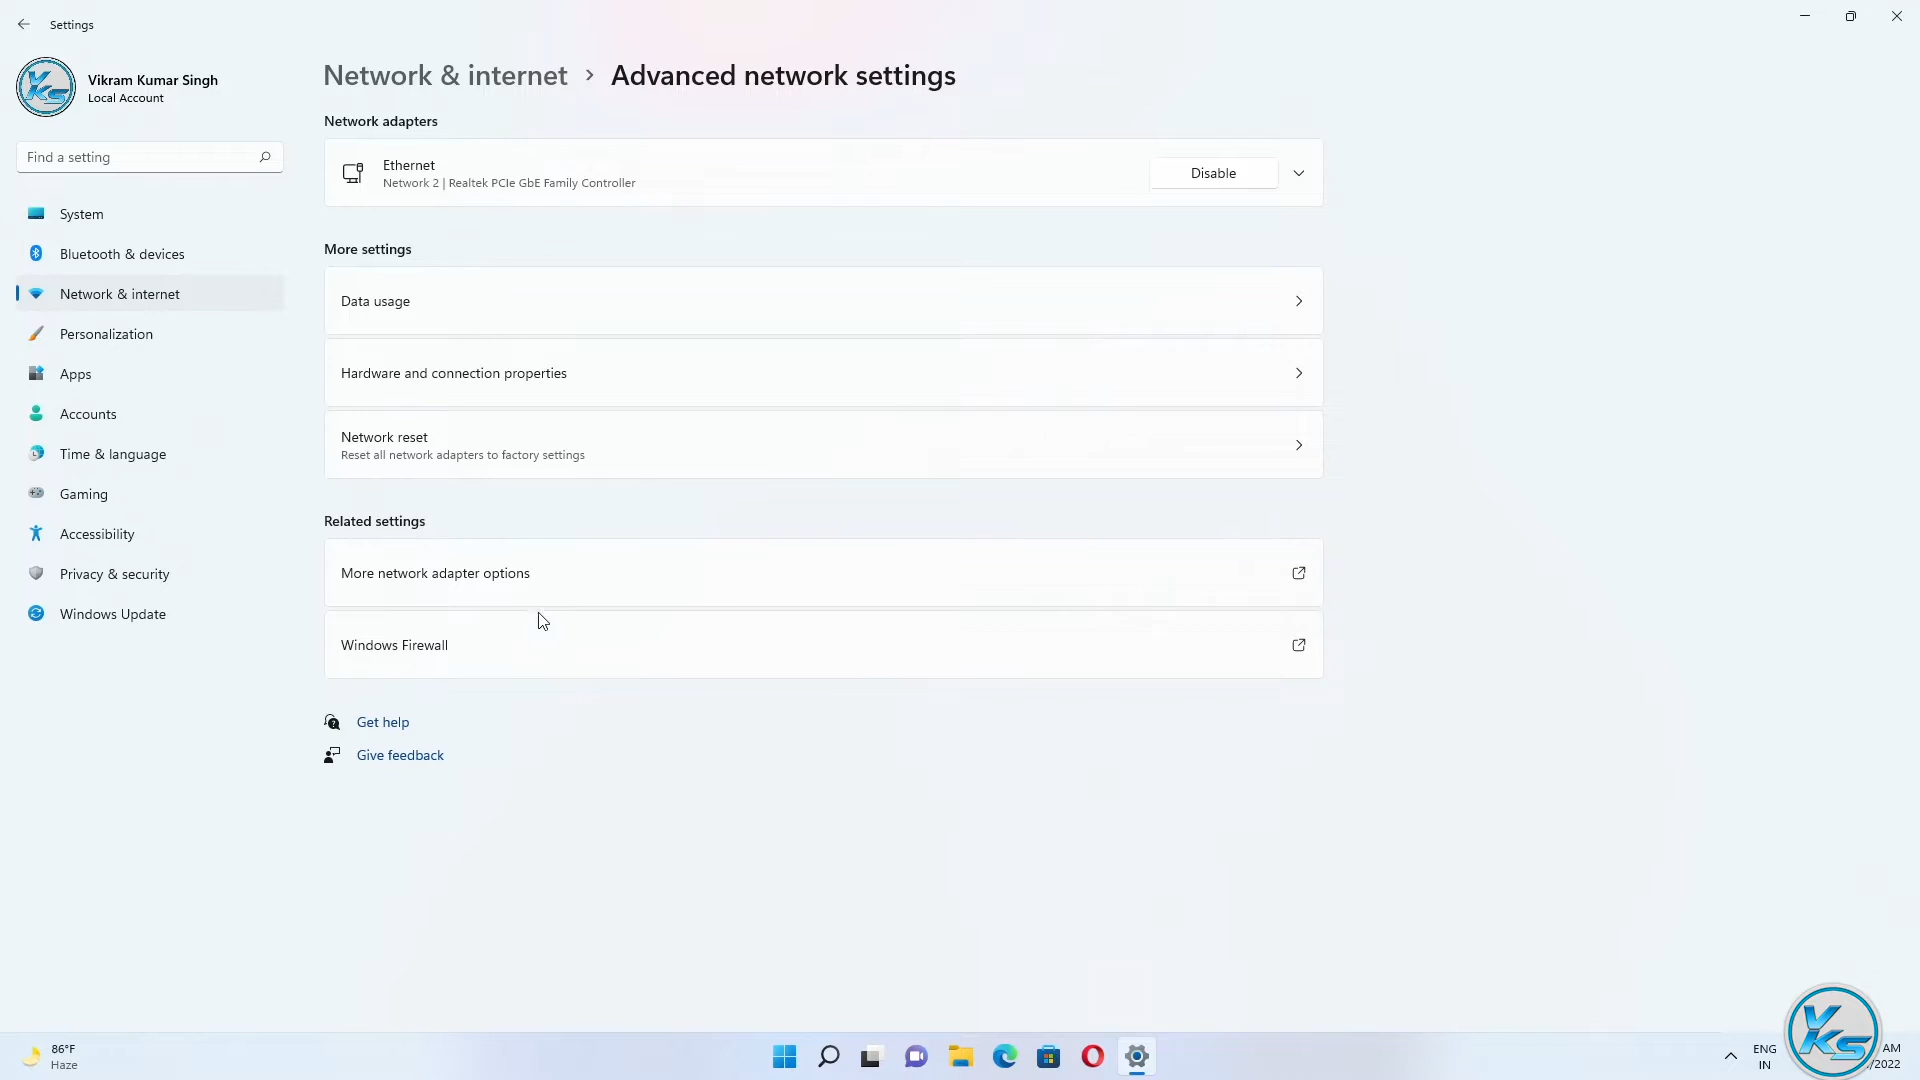 Settings
Vikram Kumar Singh
Local Account
Find a setting
System
Bluetooth & devices
Network & internet
Personalization
Apps
Accounts
Time & language
Gaming
Accessibility
Privacy & security
Windows Update
Network & internet › Advanced network settings
Network adapters
Ethernet
Network 2 | Realtek PCIe GbE Family Controller
Disable
More settings
Data usage
Hardware and connection properties
Network reset
Reset all network adapters to factory settings
Related settings
More network adapter options
Windows Firewall
Get help
Give feedback
86°F
Haze
ENG
IN
AM
/2022
VKS